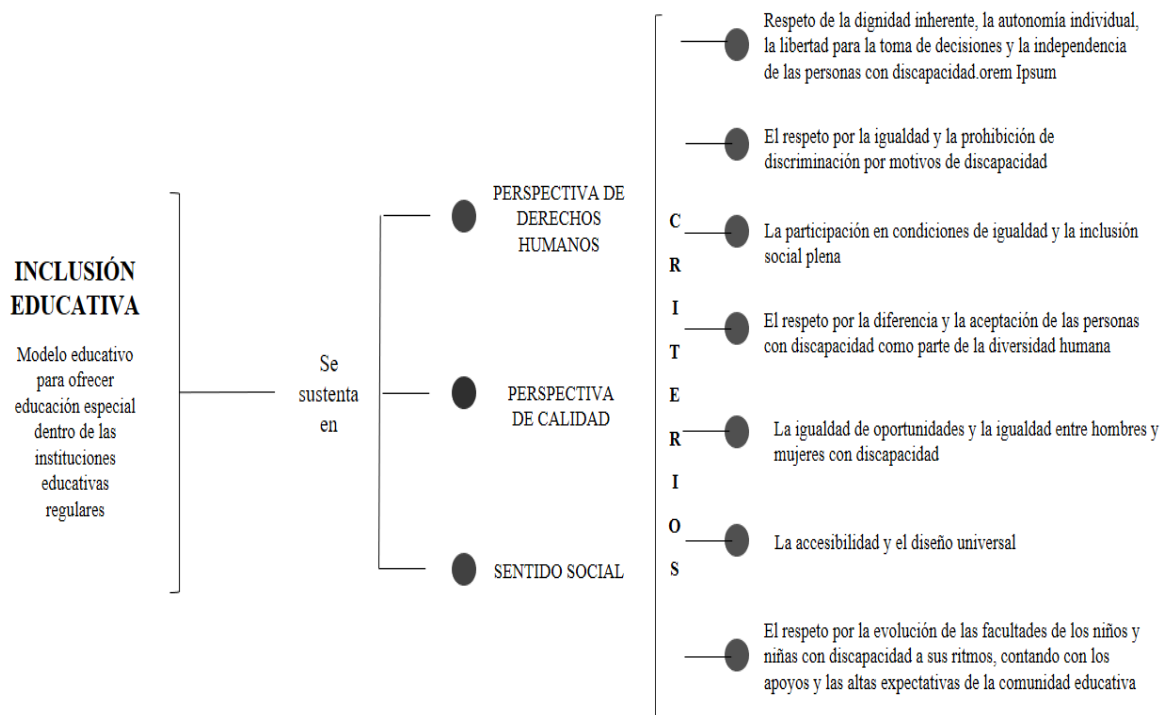 INCLUSIÓN
EDUCATIVA
Modelo educativo
para ofrecer
educación especial
dentro de las
instituciones
educativas
regulares
Se
sustenta
en
PERSPECTIVA DE
DERECHOS
HUMANOS
PERSPECTIVA
DE CALIDAD
SENTIDO SOCIAL
C
R
I
T
E
R
I
O
S
Respeto de la dignidad inherente, la autonomía individual,
la libertad para la toma de decisiones y la independencia
de las personas con discapacidad.orem Ipsum
El respeto por la igualdad y la prohibición de
discriminación por motivos de discapacidad
La participación en condiciones de igualdad y la inclusión
social plena
El respeto por la diferencia y la aceptación de las personas
con discapacidad como parte de la diversidad humana
La igualdad de oportunidades y la igualdad entre hombres y
mujeres con discapacidad
La accesibilidad y el diseño universal
El respeto por la evolución de las facultades de los niños y
niñas con discapacidad a sus ritmos, contando con los
apoyos y las altas expectativas de la comunidad educativa